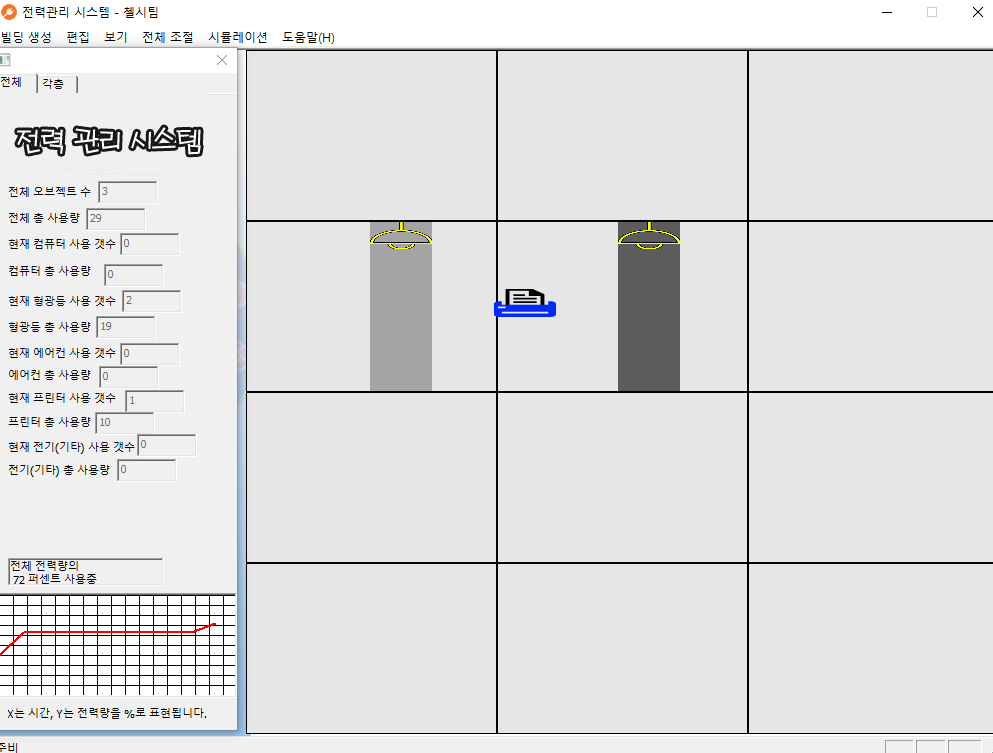 전력관리 시스템 - 첼시팀
빌딩 생성 편집 보기 전체 조절 시뮬레이션 도움말(H)
전체 각층
전력 관리 시스템
전체 오브젝트 수 3
전체 총 사용량 29
현재 컴퓨터 사용 갯수 0
컴퓨터 총 사용량 0
현재 형광등 사용 갯수 2
형광등 총 사용량 19
현재 에어컨 사용 갯수 0
에어컨 총 사용량 0
현재 프린터 사용 갯수 1
프린터 총 사용량 10
현재 전기(기타) 사용 갯수 0
전기(기타) 총 사용량 0
전체 전력량의
72 퍼센트 사용중
X는 시간, Y는 전력량을 %로 표현됩니다.
준비